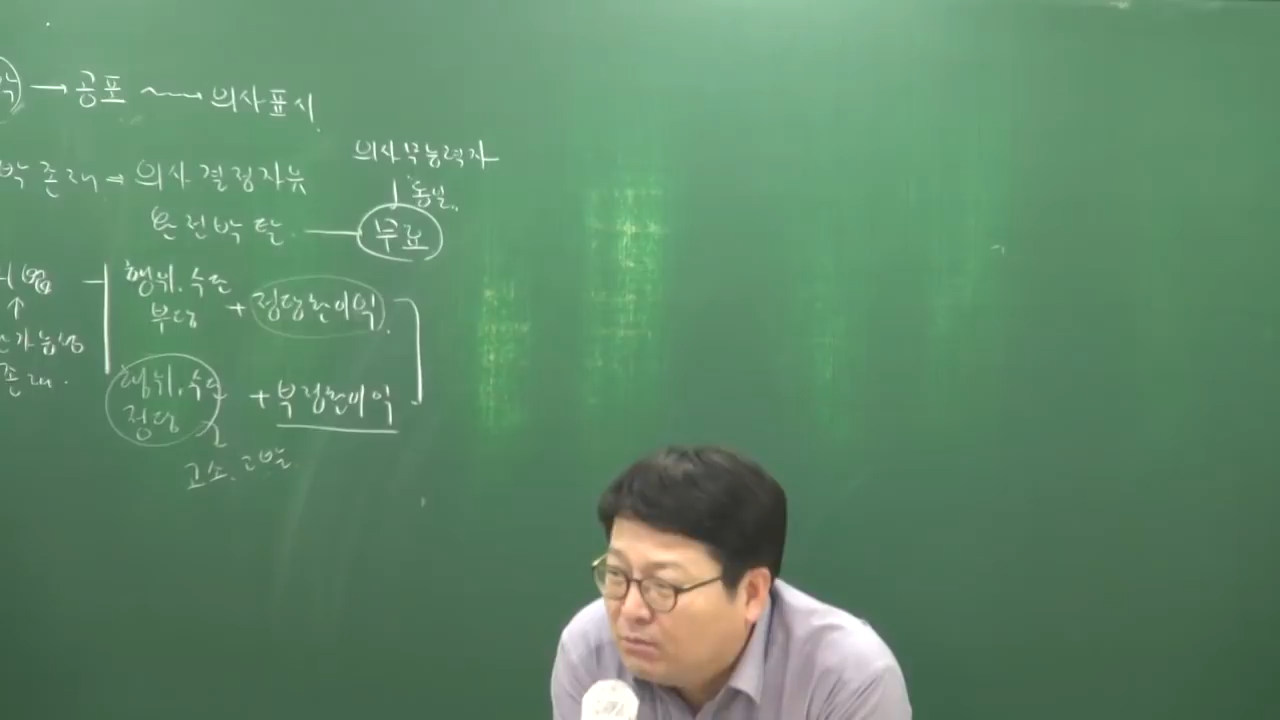 → 공포 → 의사표시
박 존재 → 의사결정자유
의사무능력자
↓ 동일
완전박탈 — 무효
행위.수단
부당 + 정당한이익
↑
가능성
존재.
행위.수단
정당 + 부정한이익
고소.고발